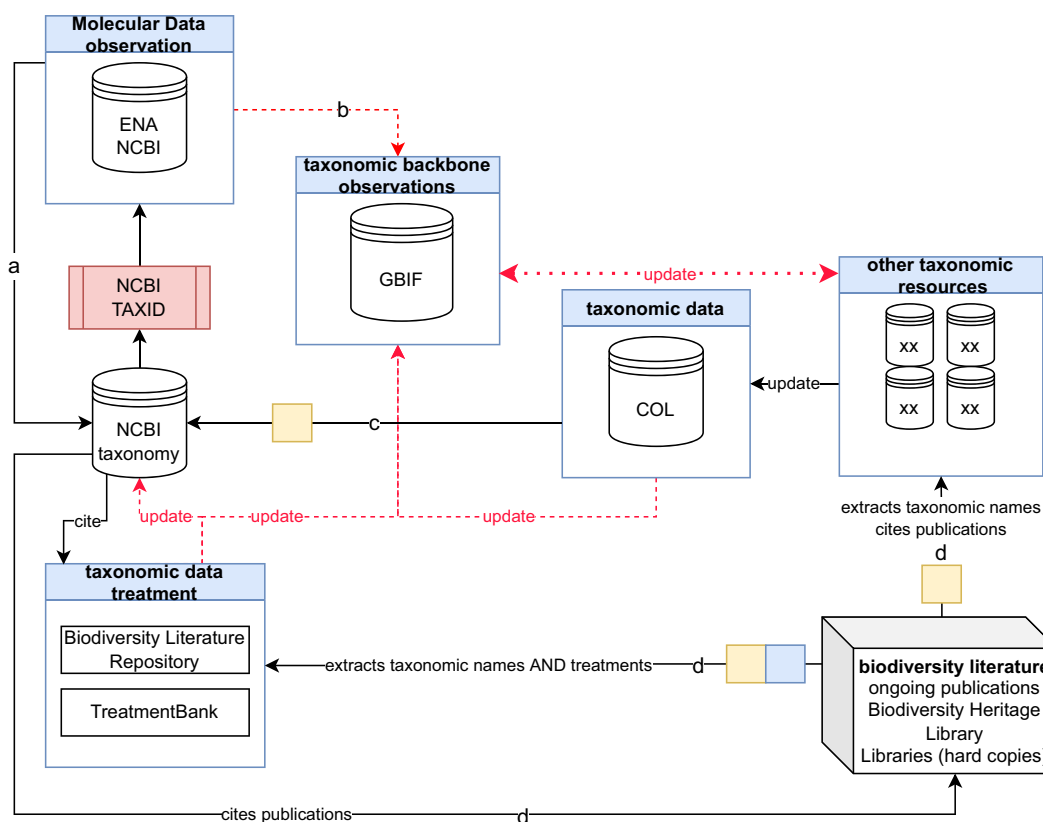 Molecular Data
observation
ENA
NCBI
b
taxonomic backbone
observations
GBIF
a
NCBI
TAXID
update
other taxonomic
resources
xx
xx
xx
xx
taxonomic data
COL
update
NCBI
taxonomy
c
cite
update
update
update
extracts taxonomic names
cites publications
d
taxonomic data
treatment
Biodiversity Literature
Repository
TreatmentBank
extracts taxonomic names AND treatments
d
biodiversity literature
ongoing publications
Biodiversity Heritage
Library
Libraries (hard copies)
cites publications
d